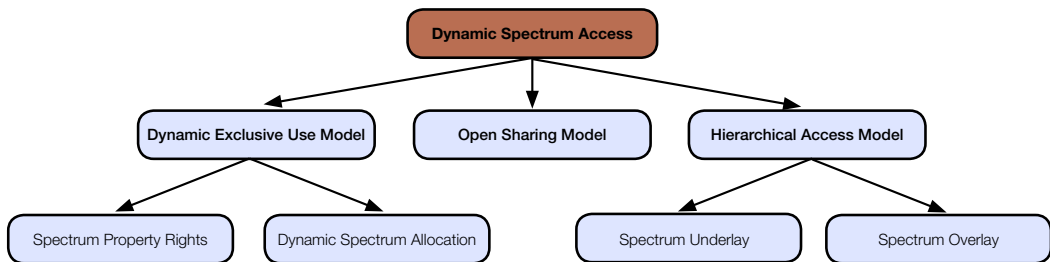 Dynamic Spectrum Access
Dynamic Exclusive Use Model
Open Sharing Model
Hierarchical Access Model
Spectrum Property Rights
Dynamic Spectrum Allocation
Spectrum Underlay
Spectrum Overlay